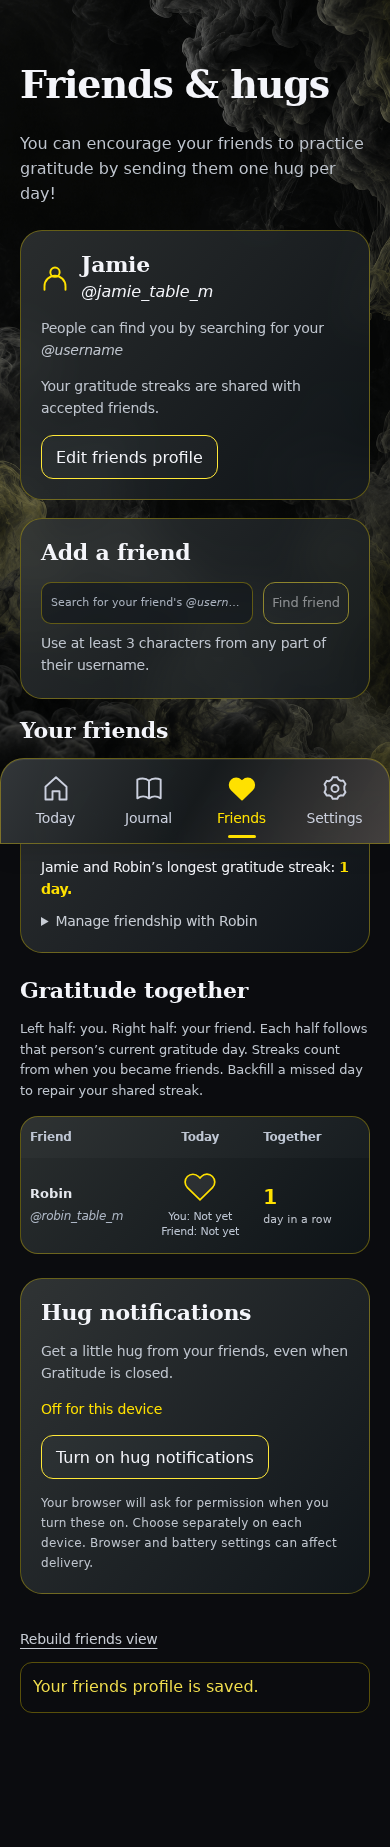 Friends & hugs
You can encourage your friends to practice
gratitude by sending them one hug per
day!
Jamie
@jamie_table_m
People can find you by searching for your
@username
Your gratitude streaks are shared with
accepted friends.
Edit friends profile
Add a friend
Search for your friend's @usern...
Find friend
Use at least 3 characters from any part of
their username.
Your friends
Today
Journal
Friends
Settings
Jamie and Robin’s longest gratitude streak: 1
day.
▶ Manage friendship with Robin
Gratitude together
Left half: you. Right half: your friend. Each half follows
that person’s current gratitude day. Streaks count
from when you became friends. Backfill a missed day
to repair your shared streak.
Friend Today Together
Robin
@robin_table_m
You: Not yet
Friend: Not yet
1
day in a row
Hug notifications
Get a little hug from your friends, even when
Gratitude is closed.
Off for this device
Turn on hug notifications
Your browser will ask for permission when you
turn these on. Choose separately on each
device. Browser and battery settings can affect
delivery.
Rebuild friends view
Your friends profile is saved.